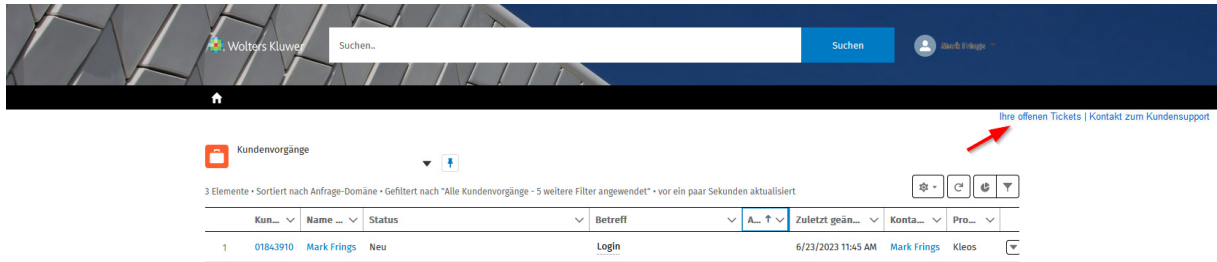 Wolters Kluwer
Suchen..
Suchen
Mark Frings
Ihre offenen Tickets | Kontakt zum Kundensupport
Kundenvorgänge
3 Elemente • Sortiert nach Anfrage-Domäne • Gefiltert nach "Alle Kundenvorgänge - 5 weitere Filter angewendet" • vor ein paar Sekunden aktualisiert
Kun... Name ... Status Betreff A... Zuletzt geän... Konta... Pro...
1 01843910 Mark Frings Neu Login 6/23/2023 11:45 AM Mark Frings Kleos